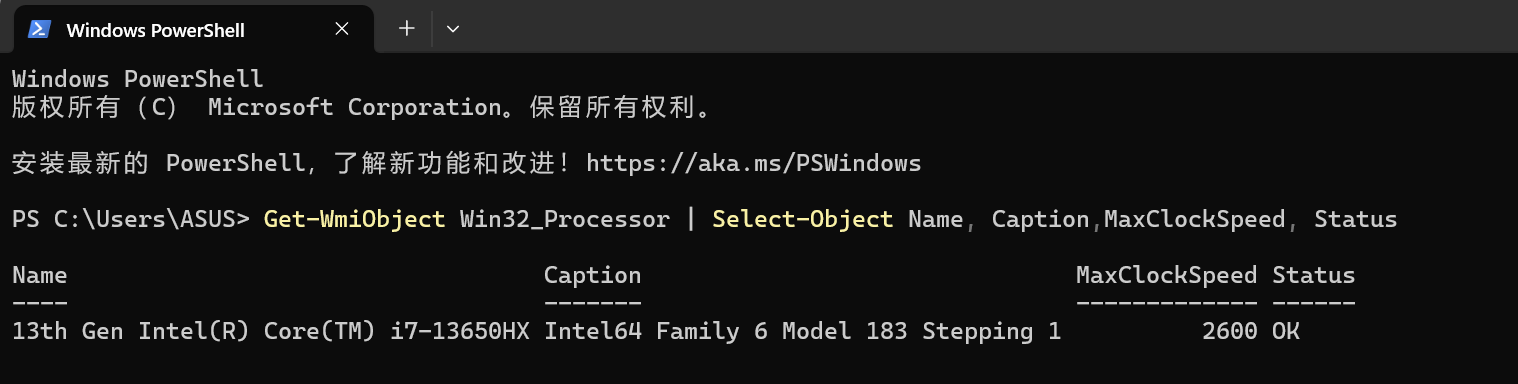 Windows PowerShell
Windows PowerShell
版权所有 (C) Microsoft Corporation。保留所有权利。
安装最新的 PowerShell，了解新功能和改进！https://aka.ms/PSWindows
PS C:\Users\ASUS> Get-WmiObject Win32_Processor | Select-Object Name, Caption,MaxClockSpeed, Status
Name Caption MaxClockSpeed Status
---- ------- ------------- ------
13th Gen Intel(R) Core(TM) i7-13650HX Intel64 Family 6 Model 183 Stepping 1 2600 OK